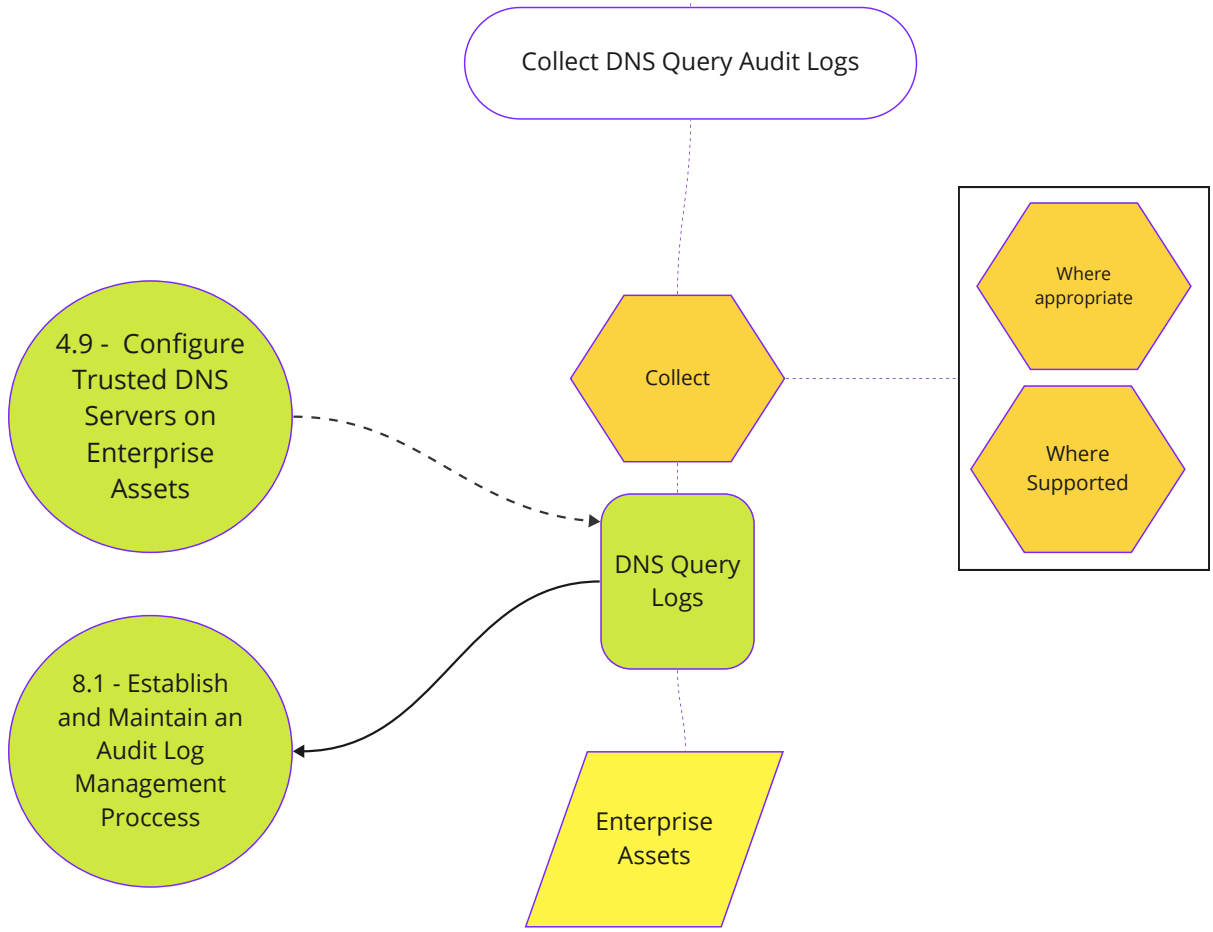 Collect DNS Query Audit Logs
Where
appropriate
Collect
Where
Supported
4.9 -  Configure
Trusted DNS
Servers on
Enterprise
Assets
DNS Query
Logs
8.1 - Establish
and Maintain an
Audit Log
Management
Proccess
Enterprise
Assets